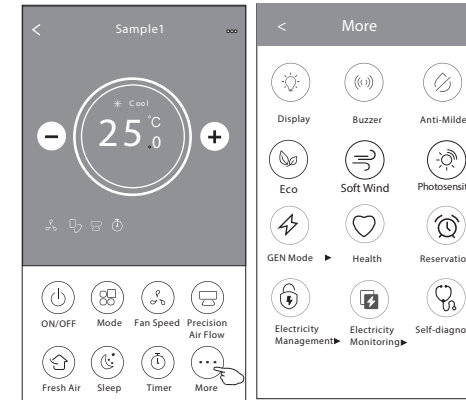 < Sample1
Cool
25.0 °C
− +
ON/OFF Mode Fan Speed Precision
Air Flow
Fresh Air Sleep Timer More
< More
Display Buzzer Anti-Milde
Eco Soft Wind Photosensit
GEN Mode ▶ Health Reservatio
Electricity Electricity Self-diagno
Management▶ Monitoring▶